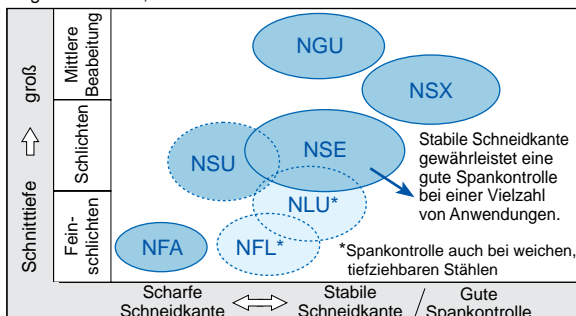 groß
Schnitttiefe
Mittlere
Beabeitung
Schlichten
Fein-
schlichten
NGU
NSX
NSU
NSE
NLU*
NFA
NFL*
Stabile Schneidkante
gewährleistet eine
gute Spankontrolle
bei einer Vielzahl
von Anwendungen.
*Spankontrolle auch bei weichen,
tiefziehbaren Stählen
Scharfe
Schneidkante
Stabile
Schneidkante
/ Gute
Spankontrolle